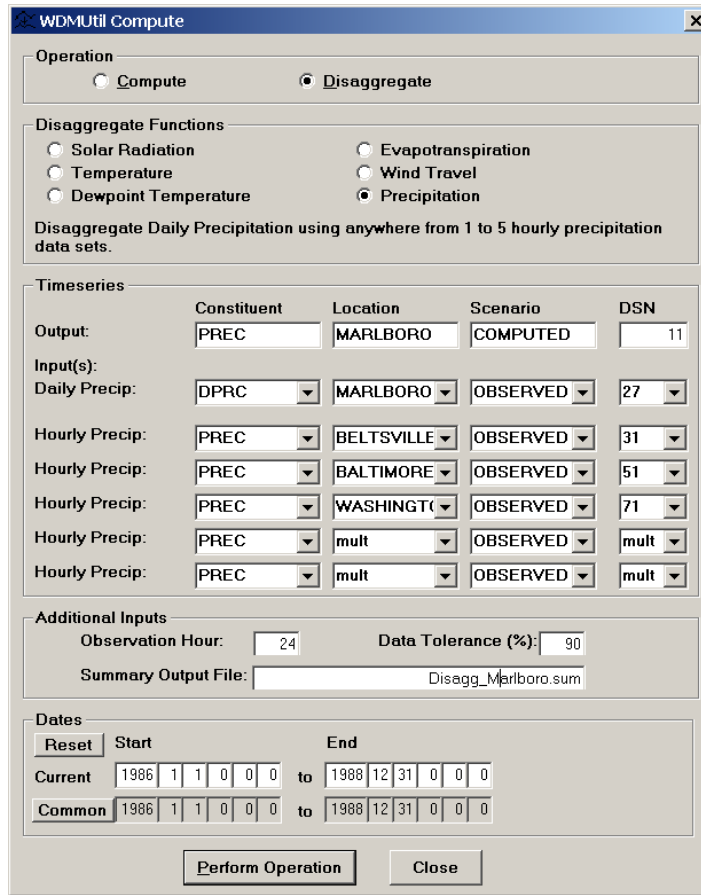 WDMUtil Compute
Operation
Compute Disaggregate
Disaggregate Functions
Solar Radiation Evapotranspiration
Temperature Wind Travel
Dewpoint Temperature Precipitation
Disaggregate Daily Precipitation using anywhere from 1 to 5 hourly precipitation
data sets.
Timeseries
Constituent Location Scenario DSN
Output: PREC MARLBORO COMPUTED 11
Input(s):
Daily Precip: DPRC MARLBORO OBSERVED 27
Hourly Precip: PREC BELTSVILLE OBSERVED 31
Hourly Precip: PREC BALTIMORE OBSERVED 51
Hourly Precip: PREC WASHINGT( OBSERVED 71
Hourly Precip: PREC mult OBSERVED mult
Hourly Precip: PREC mult OBSERVED mult
Additional Inputs
Observation Hour: 24 Data Tolerance (%): 90
Summary Output File: Disagg_Marlboro.sum
Dates
Reset Start End
Current 1986 1 1 0 0 0 to 1988 12 31 0 0 0
Common 1986 1 1 0 0 0 to 1988 12 31 0 0 0
Perform Operation Close